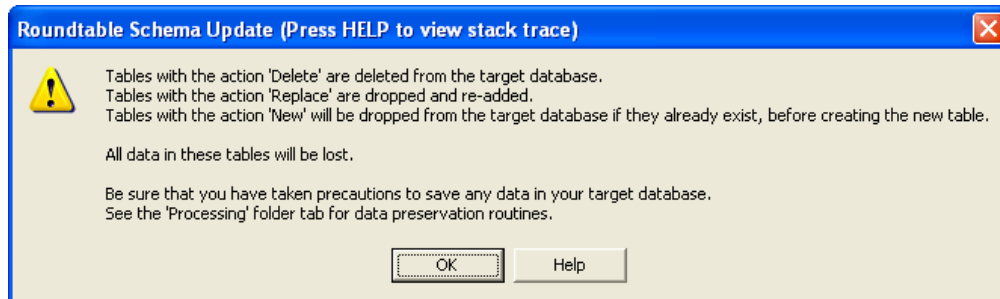 Roundtable Schema Update (Press HELP to view stack trace)
Tables with the action 'Delete' are deleted from the target database.
Tables with the action 'Replace' are dropped and re-added.
Tables with the action 'New' will be dropped from the target database if they already exist, before creating the new table.
All data in these tables will be lost.
Be sure that you have taken precautions to save any data in your target database.
See the 'Processing' folder tab for data preservation routines.
OK Help